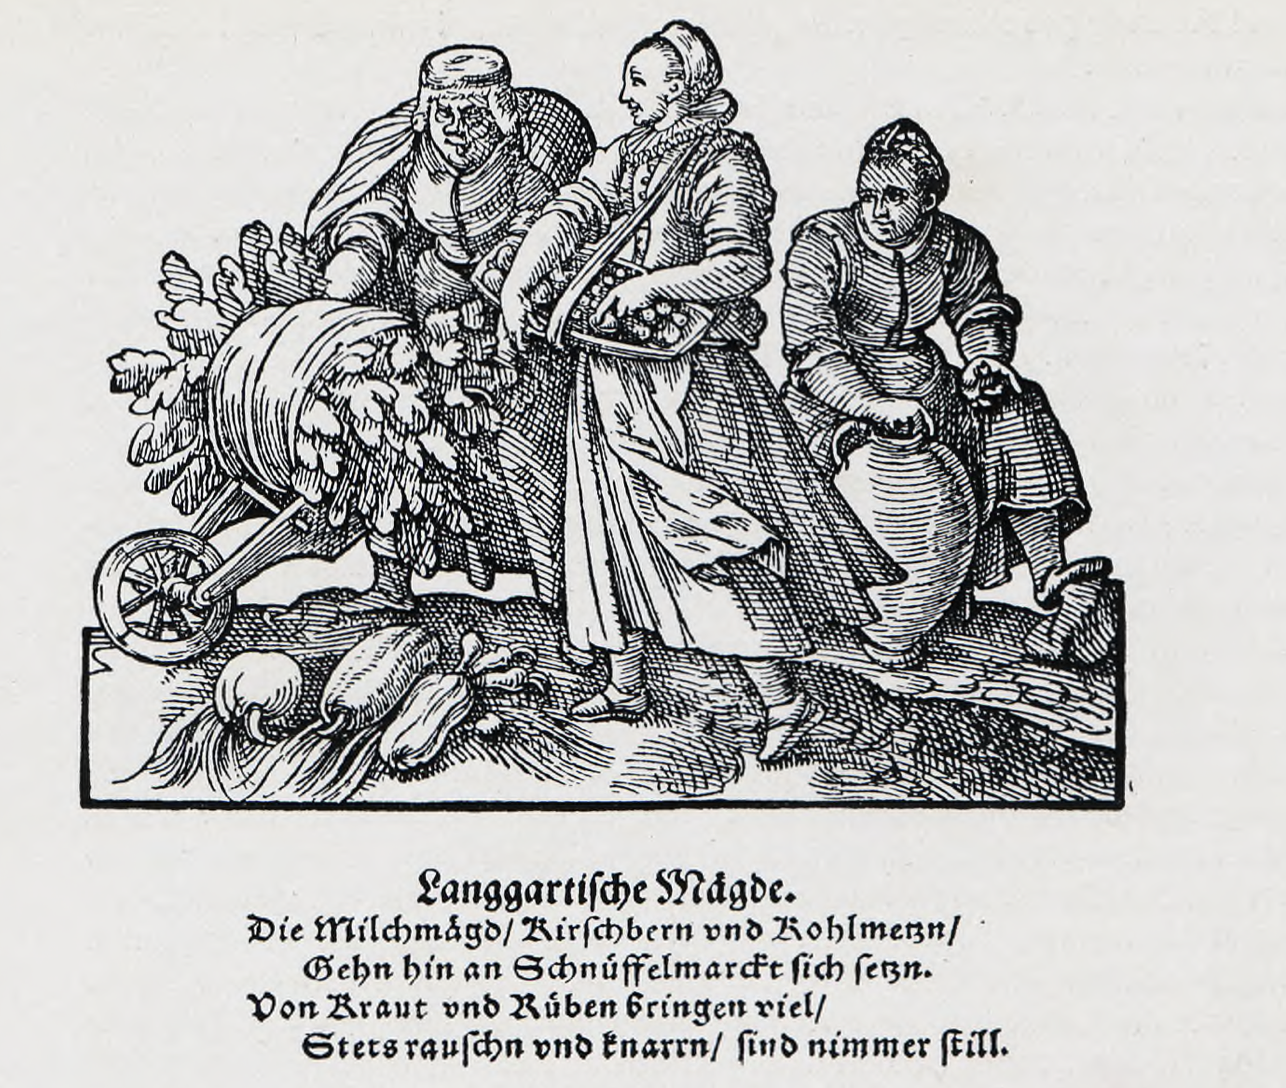 Langgartiſche Mägde.
Die Milchmägd/ Kirſchbern vnd Kohlmetzn/
Gehn hin an Schnüffelmarckt ſich ſetzn.
Von Kraut vnd Rüben bringen viel/
Stets rauſchn vnd knarrn/ ſind nimmer ſtill.